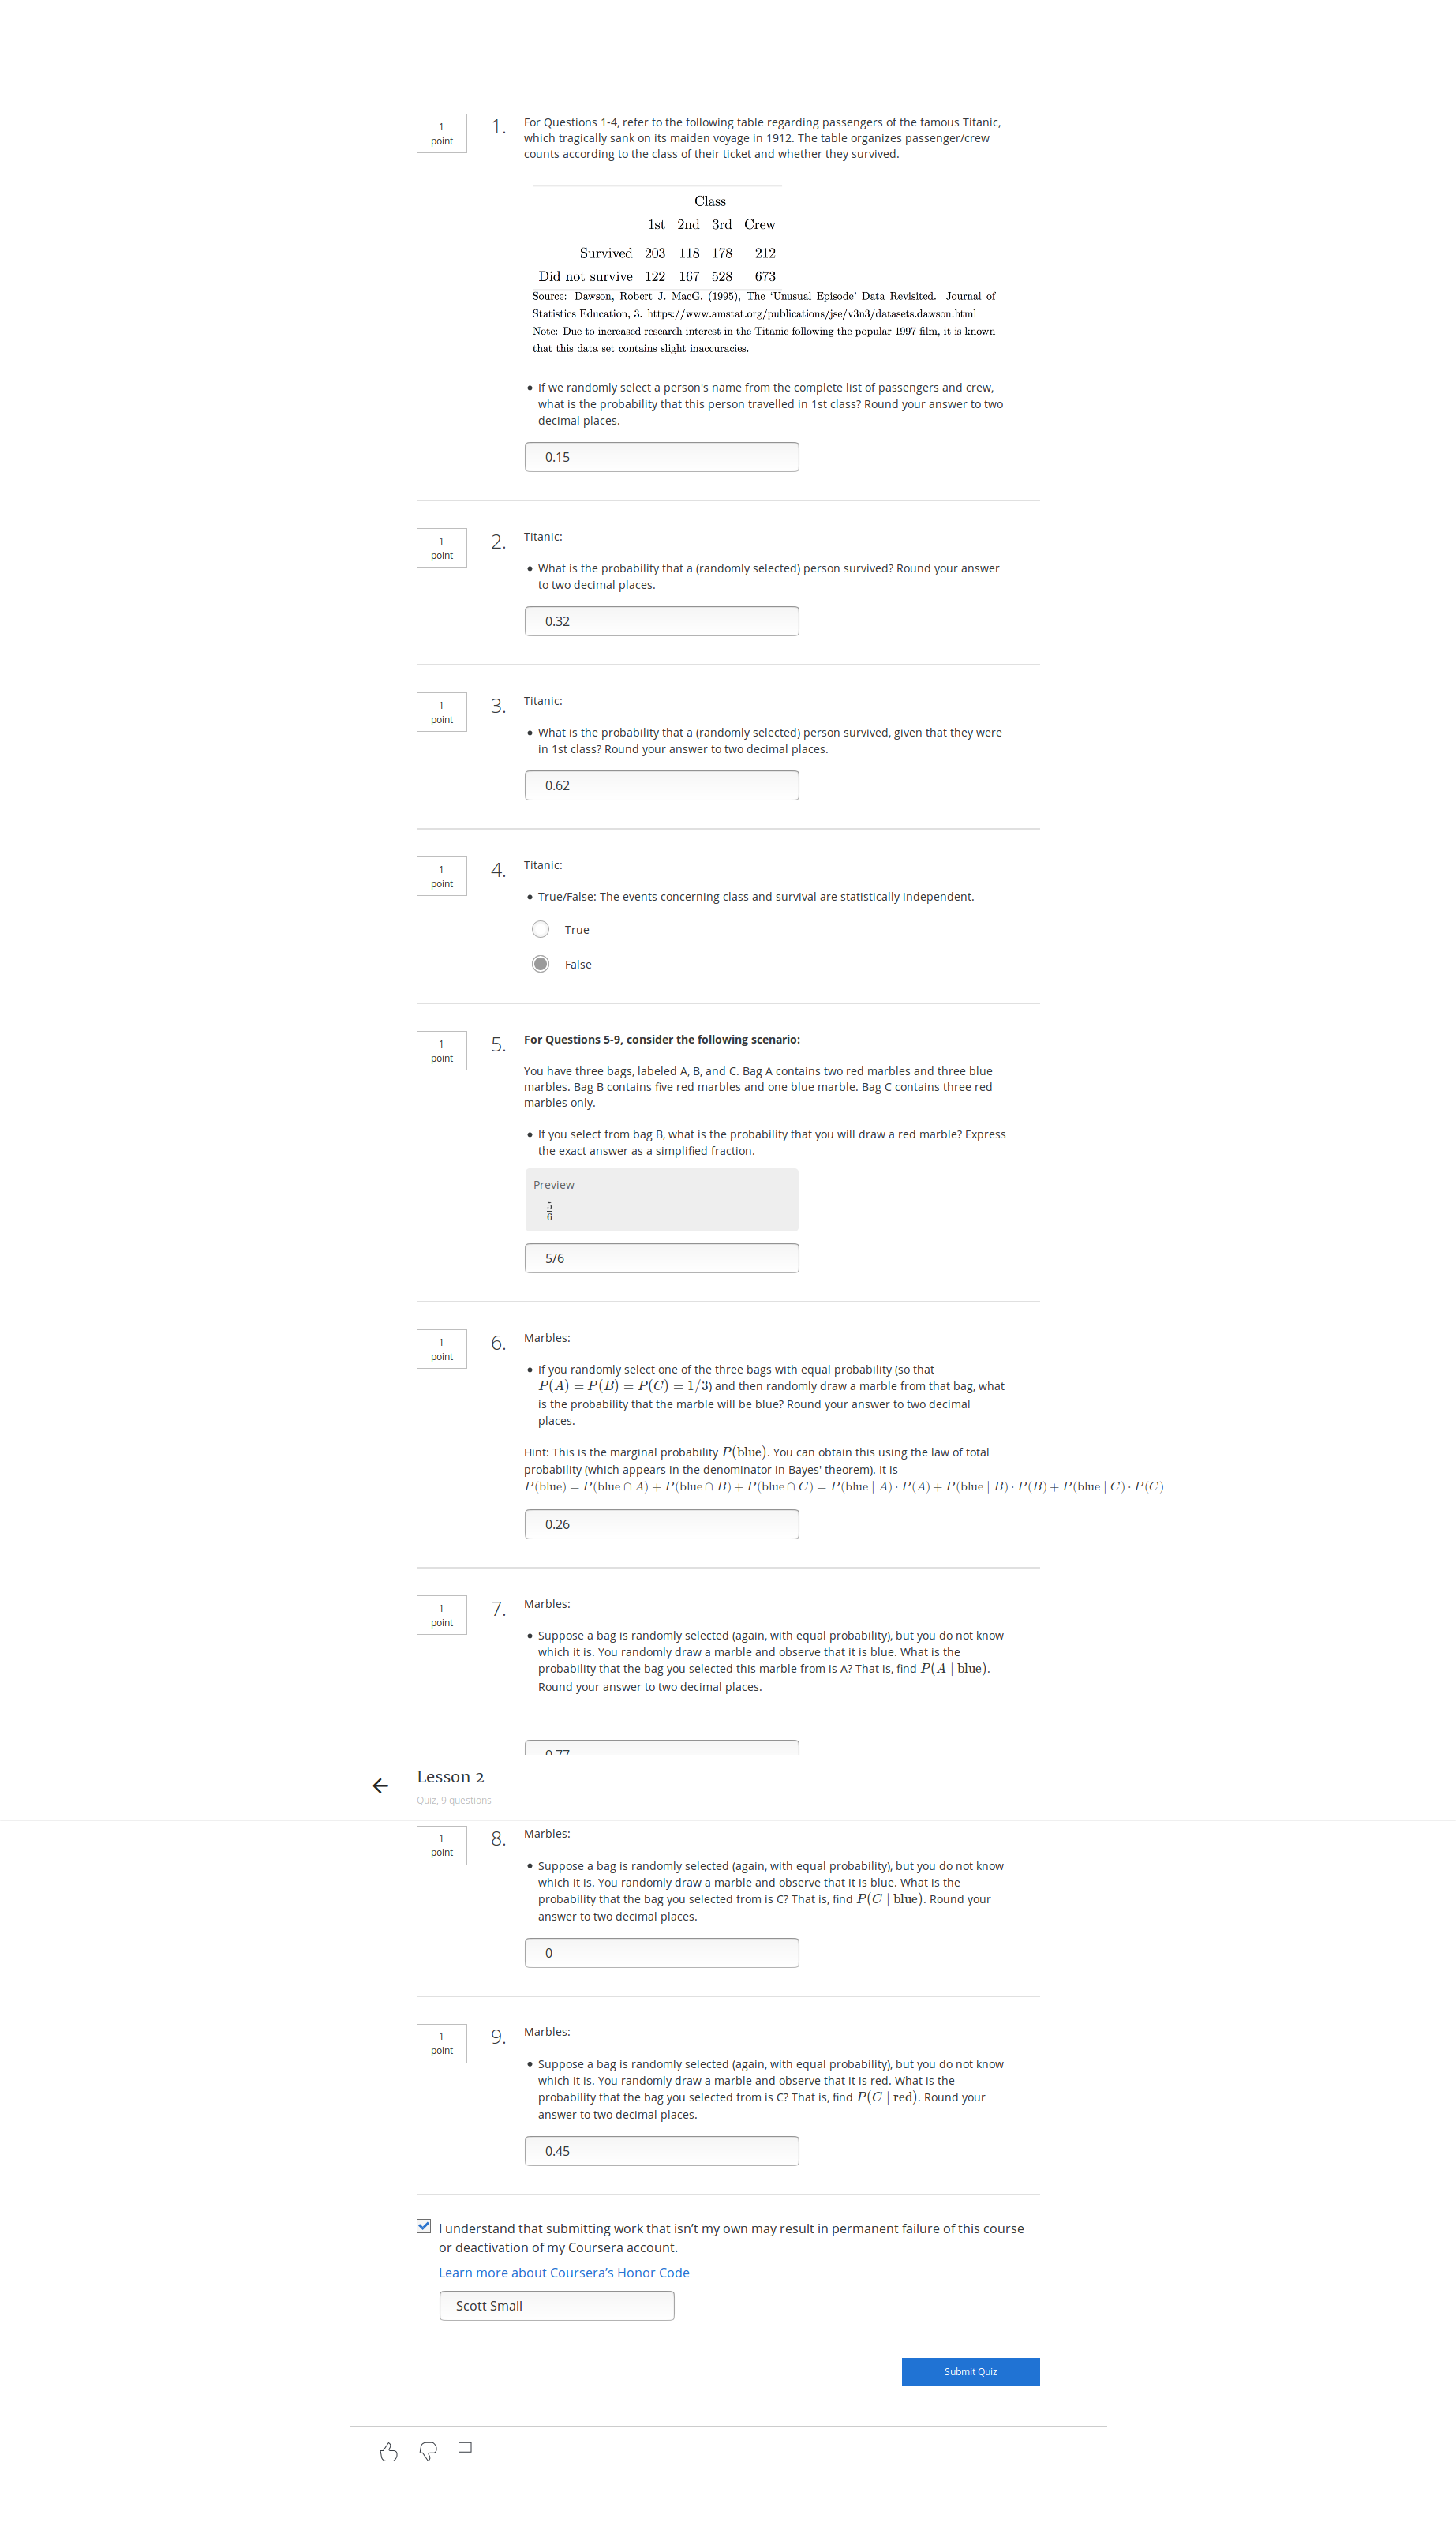 1
point
1.
For Questions 1-4, refer to the following table regarding passengers of the famous Titanic,
which tragically sank on its maiden voyage in 1912. The table organizes passenger/crew
counts according to the class of their ticket and whether they survived.
Class
1st 2nd 3rd Crew
Survived 203 118 178 212
Did not survive 122 167 528 673
Source: Dawson, Robert J. MacG. (1995), The ‘Unusual Episode’ Data Revisited. Journal of
Statistics Education, 3. https://www.amstat.org/publications/jse/v3n3/datasets.dawson.html
Note: Due to increased research interest in the Titanic following the popular 1997 film, it is known
that this data set contains slight inaccuracies.
• If we randomly select a person's name from the complete list of passengers and crew,
what is the probability that this person travelled in 1st class? Round your answer to two
decimal places.
0.15
1
point
2.
Titanic:
• What is the probability that a (randomly selected) person survived? Round your answer
to two decimal places.
0.32
1
point
3.
Titanic:
• What is the probability that a (randomly selected) person survived, given that they were
in 1st class? Round your answer to two decimal places.
0.62
1
point
4.
Titanic:
• True/False: The events concerning class and survival are statistically independent.
True
False
1
point
5.
For Questions 5-9, consider the following scenario:
You have three bags, labeled A, B, and C. Bag A contains two red marbles and three blue
marbles. Bag B contains five red marbles and one blue marble. Bag C contains three red
marbles only.
• If you select from bag B, what is the probability that you will draw a red marble? Express
the exact answer as a simplified fraction.
Preview
5/6
5/6
1
point
6.
Marbles:
• If you randomly select one of the three bags with equal probability (so that
P(A) = P(B) = P(C) = 1/3) and then randomly draw a marble from that bag, what
is the probability that the marble will be blue? Round your answer to two decimal
places.
Hint: This is the marginal probability P(blue). You can obtain this using the law of total
probability (which appears in the denominator in Bayes' theorem). It is
P(blue) = P(blue ∩ A) + P(blue ∩ B) + P(blue ∩ C) = P(blue | A) · P(A) + P(blue | B) · P(B) + P(blue | C) · P(C)
0.26
1
point
7.
Marbles:
• Suppose a bag is randomly selected (again, with equal probability), but you do not know
which it is. You randomly draw a marble and observe that it is blue. What is the
probability that the bag you selected this marble from is A? That is, find P(A | blue).
Round your answer to two decimal places.
0.77
Lesson 2
Quiz, 9 questions
1
point
8.
Marbles:
• Suppose a bag is randomly selected (again, with equal probability), but you do not know
which it is. You randomly draw a marble and observe that it is blue. What is the
probability that the bag you selected from is C? That is, find P(C | blue). Round your
answer to two decimal places.
0
1
point
9.
Marbles:
• Suppose a bag is randomly selected (again, with equal probability), but you do not know
which it is. You randomly draw a marble and observe that it is red. What is the
probability that the bag you selected from is C? That is, find P(C | red). Round your
answer to two decimal places.
0.45
I understand that submitting work that isn’t my own may result in permanent failure of this course
or deactivation of my Coursera account.
Learn more about Coursera’s Honor Code
Scott Small
Submit Quiz